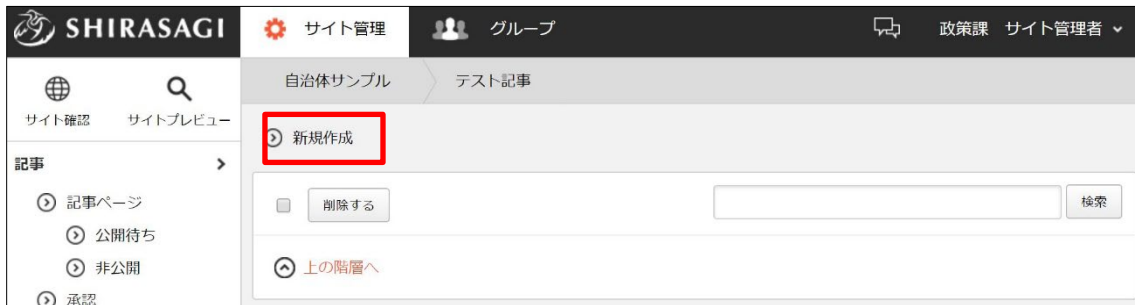 SHIRASAGI サイト管理 グループ 政策課 サイト管理者
サイト確認 サイトプレビュー
自治体サンプル テスト記事
新規作成
記事
記事ページ
公開待ち
非公開
承認
削除する 検索
上の階層へ